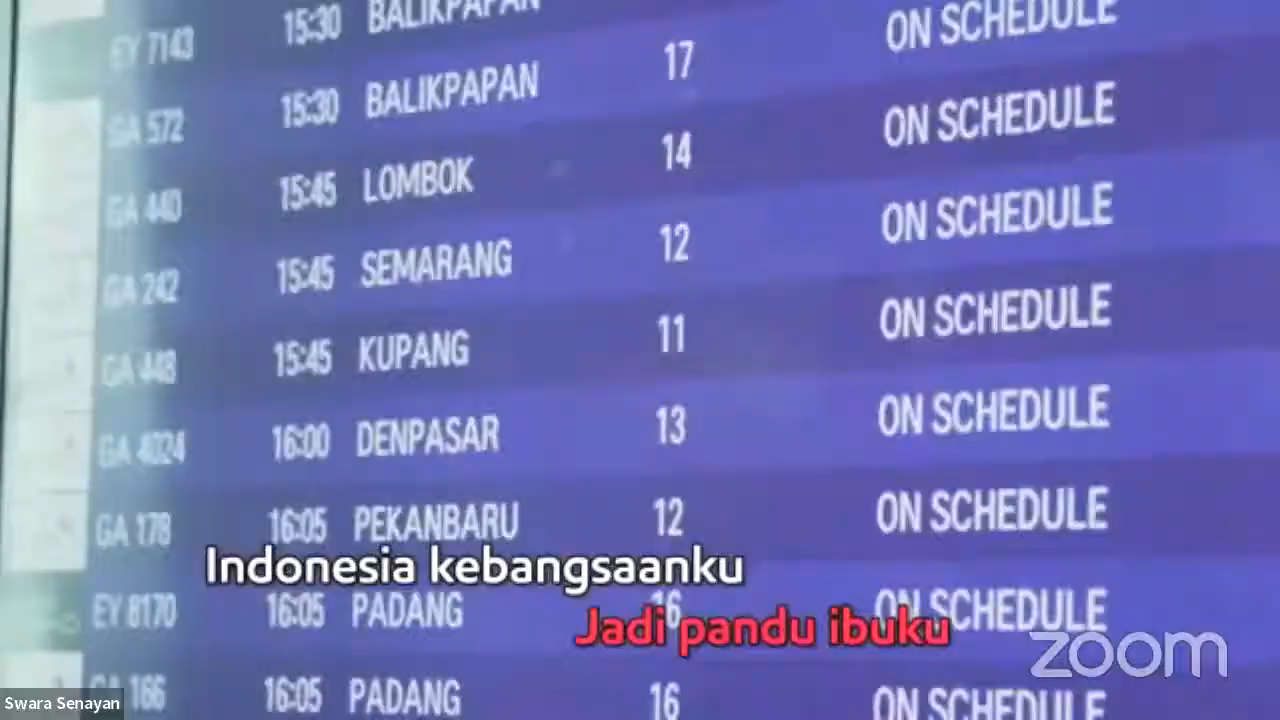 EY 7143 15:30 BALIKPAPAN
GA 572 15:30 BALIKPAPAN 17 ON SCHEDULE
GA 440 15:45 LOMBOK 14 ON SCHEDULE
GA 242 15:45 SEMARANG 12 ON SCHEDULE
GA 448 15:45 KUPANG 11 ON SCHEDULE
GA 4024 16:00 DENPASAR 13 ON SCHEDULE
GA 178 16:05 PEKANBARU 12 ON SCHEDULE
Indonesia kebangsaanku
EY 8170 16:05 PADANG 16 ON SCHEDULE
Jadi pandu ibuku
zoom
GA 166 16:05 PADANG 16 ON SCHEDULE
Swara Senayan